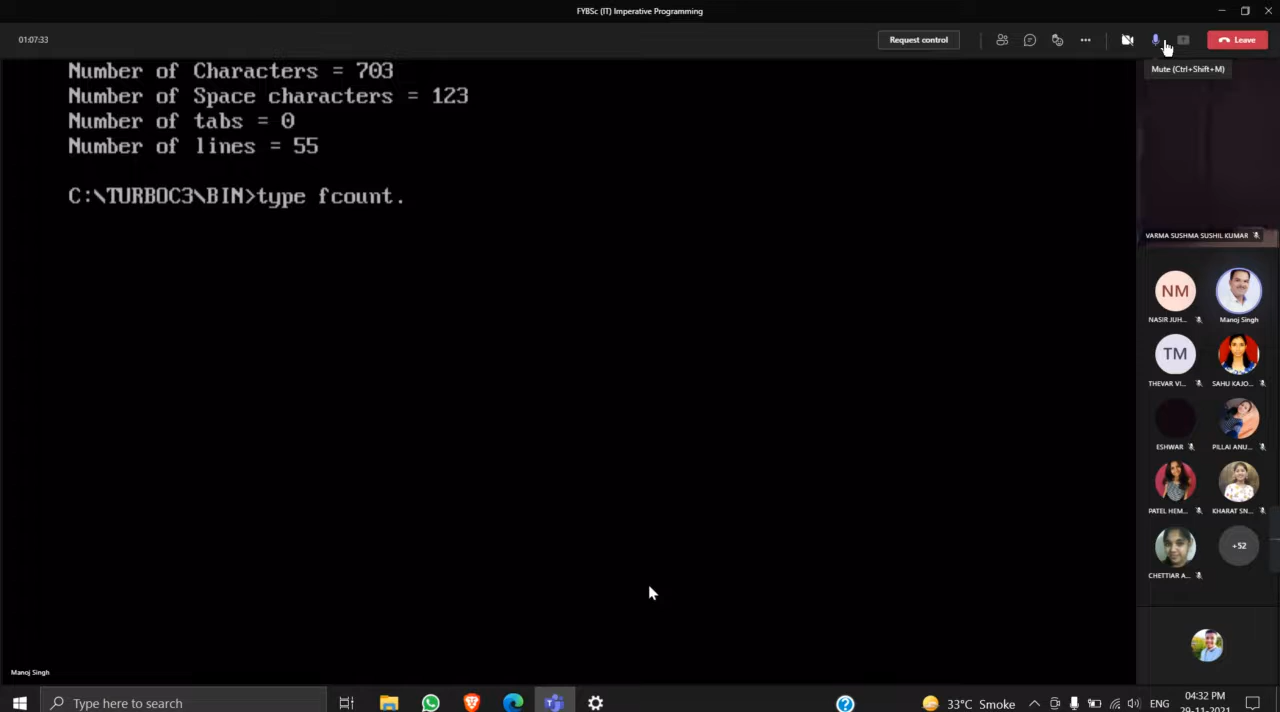 FYBSc (IT) Imperative Programming
01:07:33
Request control
Leave
Mute (Ctrl+Shift+M)
Number of Characters = 703
Number of Space characters = 123
Number of tabs = 0
Number of lines = 55
C:\TURBOC3\BIN>type fcount.
VARMA SUSHMA SUSHIL KUMAR
NM
NASIR JUH...
Manoj Singh
TM
THEVAR VI...
SAHU KAJO...
ESHWAR
PILLAI ANU...
PATEL HEM...
KHARAT SN...
+52
CHETTIAR A...
Manoj Singh
Type here to search
33°C Smoke
ENG
04:32 PM
29-11-2021